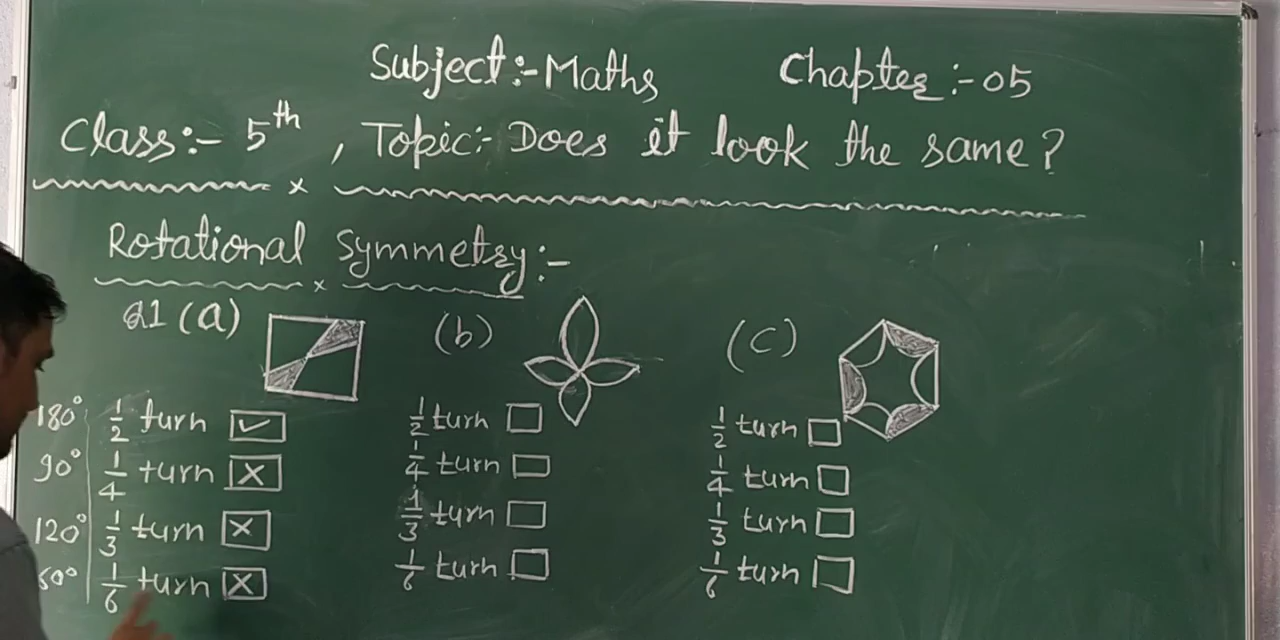 Subject:- Maths Chapter:- 05
Class:- 5th, Topic:- Does it look the same?
Rotational Symmetry:-
Q1 (a) (b) (c)
180° 1/2 turn ✓ 1/2 turn 1/2 turn
90° 1/4 turn × 1/4 turn 1/4 turn
120° 1/3 turn × 1/3 turn 1/3 turn
60° 1/6 turn × 1/6 turn 1/6 turn